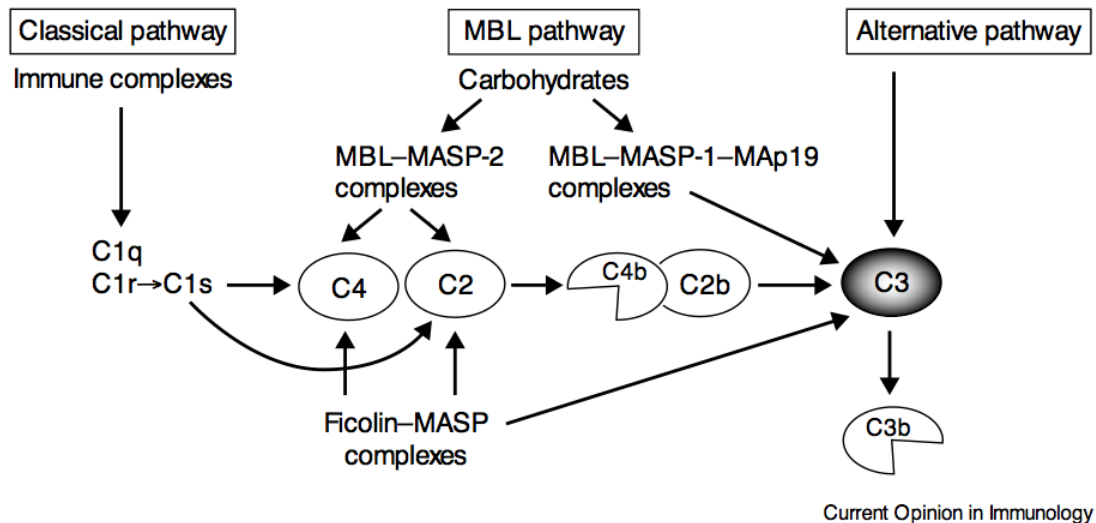 Classical pathway
MBL pathway
Alternative pathway
Immune complexes
Carbohydrates
MBL–MASP-2
complexes
MBL–MASP-1–MAp19
complexes
C1q
C1r→C1s
C4
C2
C4b
C2b
C3
Ficolin–MASP
complexes
C3b
Current Opinion in Immunology